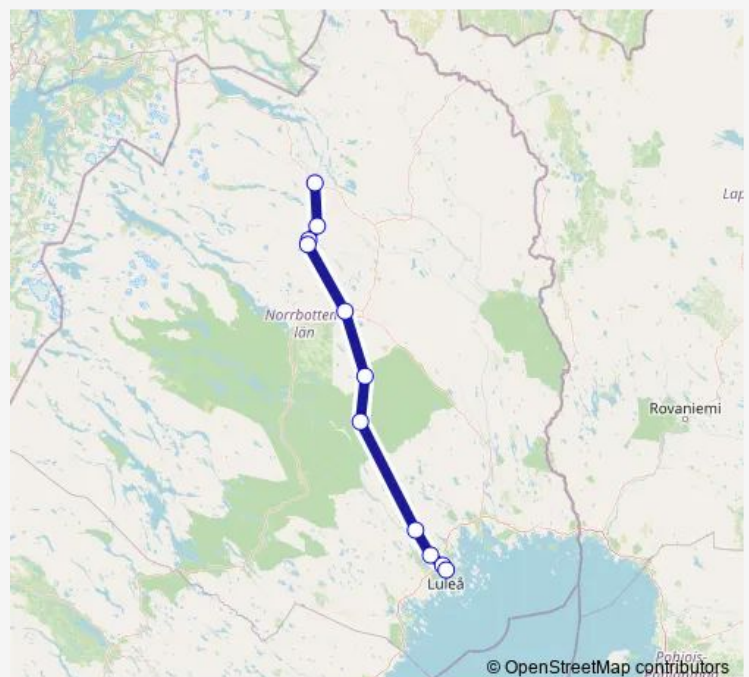 Lap
Norrbotten
län
Rovaniemi
Luleå
Pohjois-
© OpenStreetMap contributors